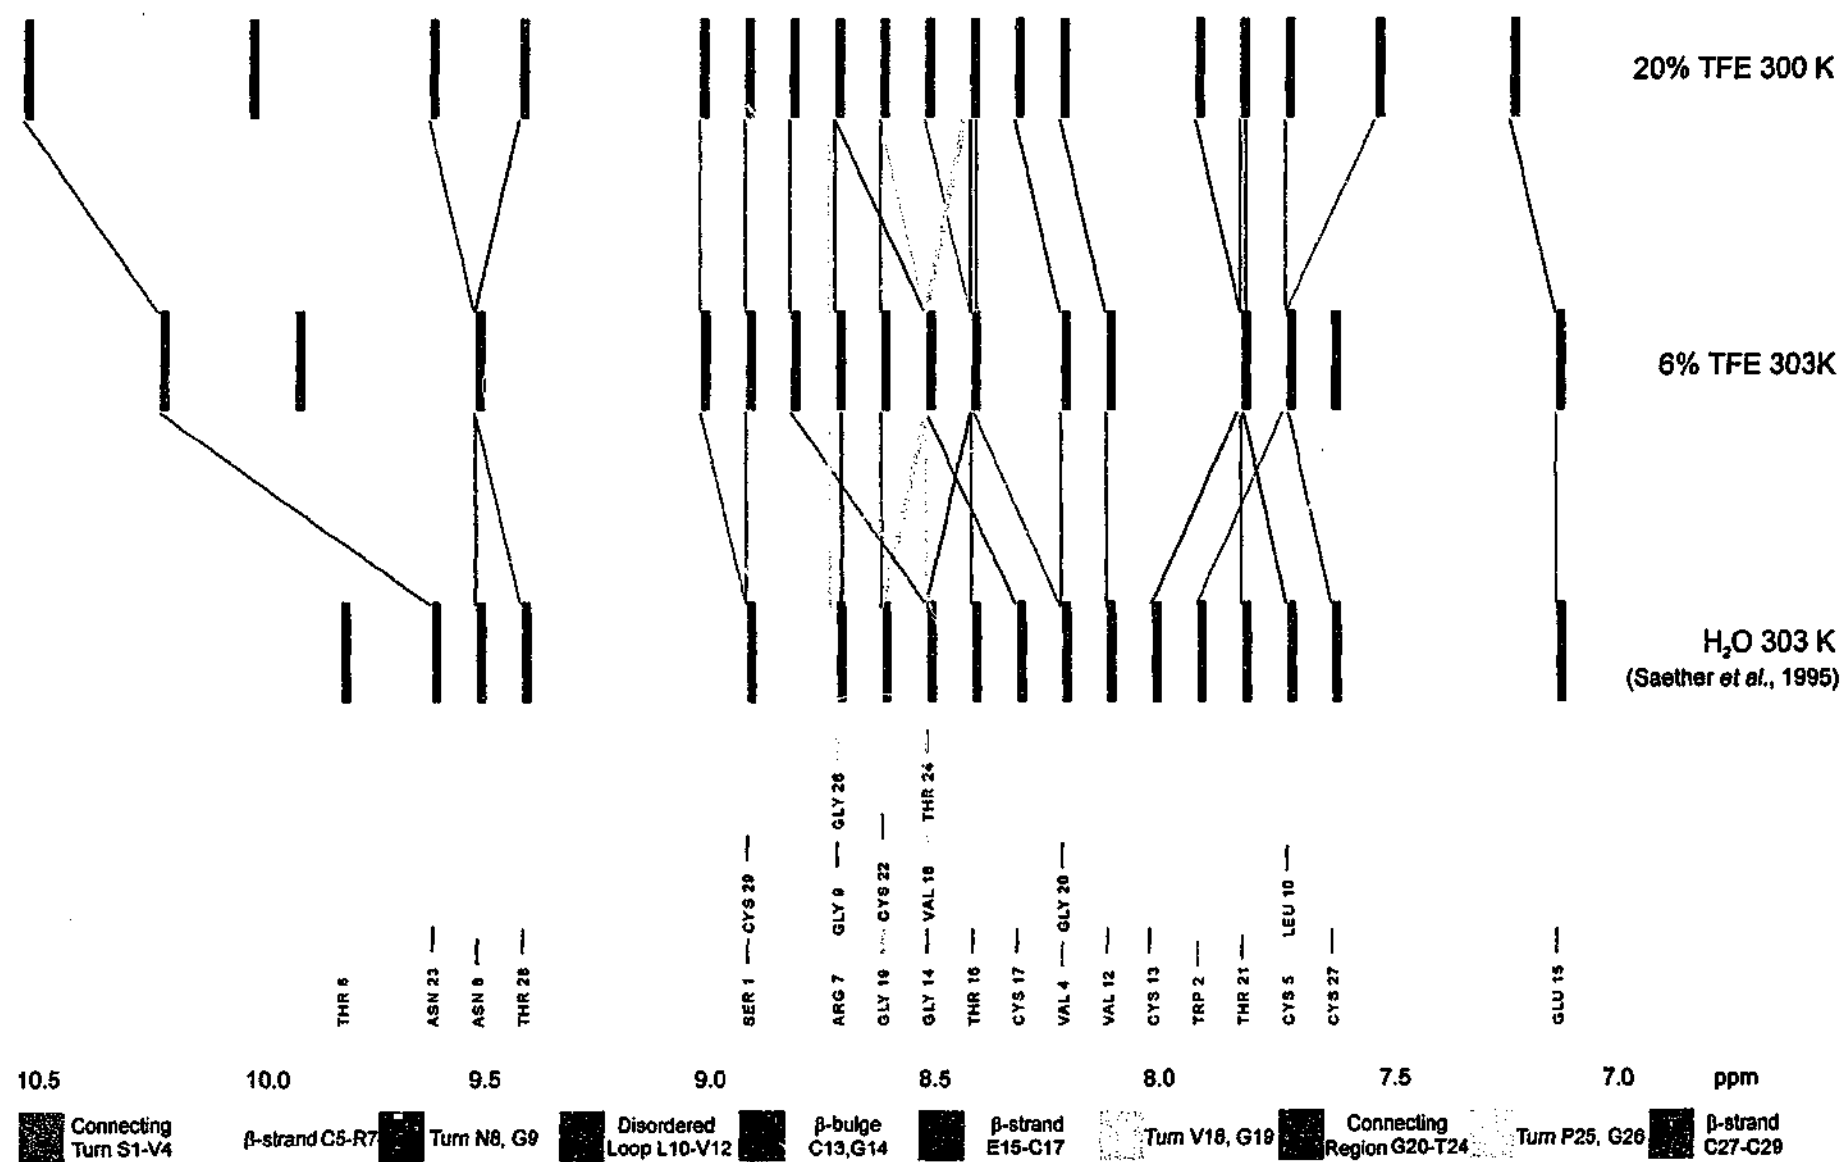 20% TFE 300 K
6% TFE 303K
H₂O 303 K
(Saether et al., 1995)
THR 6
ASN 23
ASN 8
THR 28
SER 1 CYS 29
ARG 7 GLY 9 GLY 26
GLY 19 CYS 22
GLY 14 VAL 18 THR 24
THR 16
CYS 17
VAL 4 GLY 20
VAL 12
CYS 13
TRP 2
THR 21
CYS 5 LEU 10
CYS 27
GLU 15
10.5 10.0 9.5 9.0 8.5 8.0 7.5 7.0 ppm
Connecting
Turn S1-V4
β-strand C5-R7
Turn N8, G9
Disordered
Loop L10-V12
β-bulge
C13,G14
β-strand
E15-C17
Turn V18, G19
Connecting
Region G20-T24
Turn P25, G26
β-strand
C27-C29